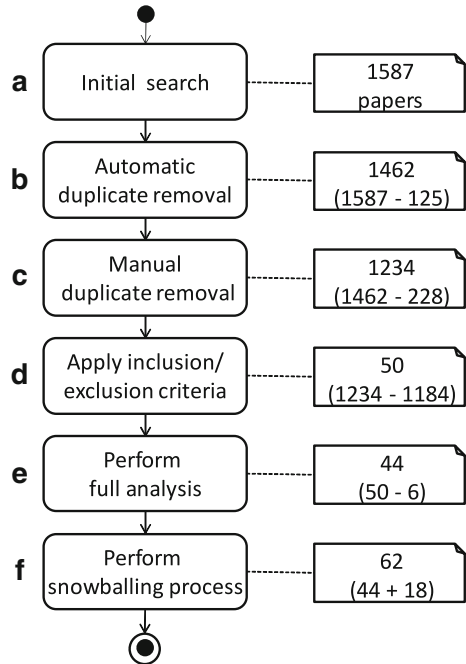 a
Initial search
1587
papers
b
Automatic
duplicate removal
1462
(1587 - 125)
c
Manual
duplicate removal
1234
(1462 - 228)
d
Apply inclusion/
exclusion criteria
50
(1234 - 1184)
e
Perform
full analysis
44
(50 - 6)
f
Perform
snowballing process
62
(44 + 18)